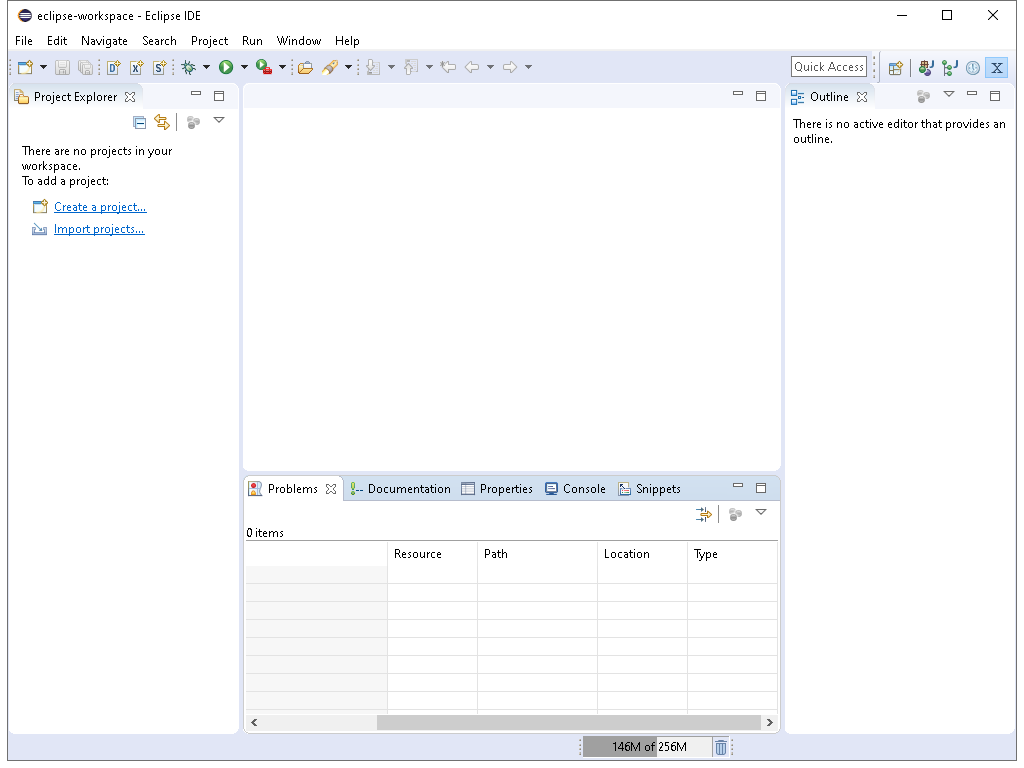 eclipse-workspace - Eclipse IDE
File Edit Navigate Search Project Run Window Help
Quick Access
Project Explorer
There are no projects in your
workspace.
To add a project:
Create a project...
Import projects...
Outline
There is no active editor that provides an
outline.
Problems Documentation Properties Console Snippets
0 items
Resource Path Location Type
146M of 256M